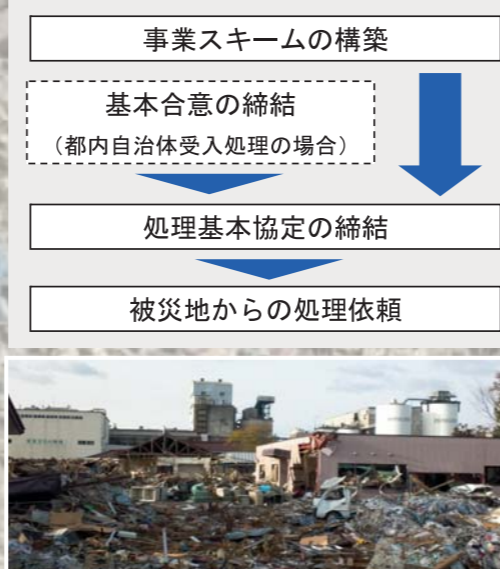 事業スキームの構築
基本合意の締結
（都内自治体受入処理の場合）
処理基本協定の締結
被災地からの処理依頼